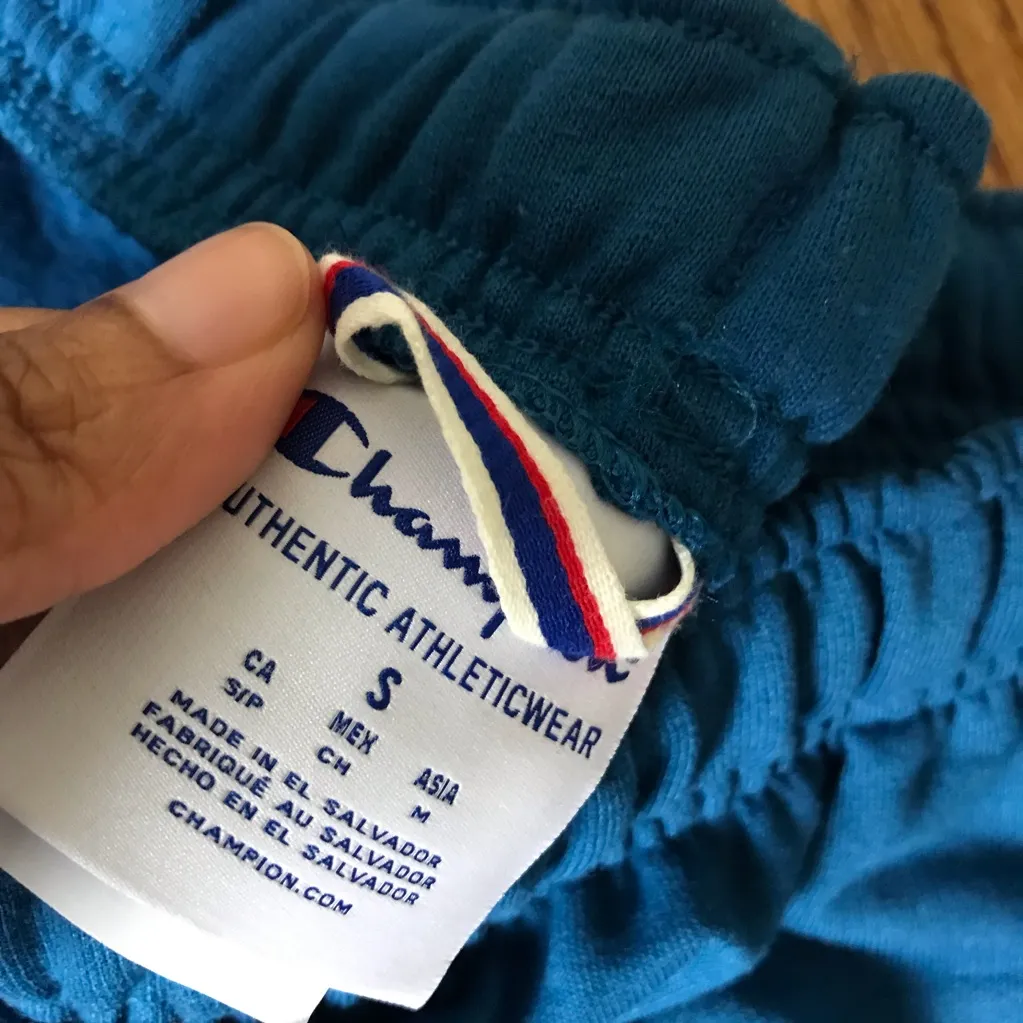 Champion
AUTHENTIC ATHLETICWEAR
S
CA
S/P
MEX
CH
ASIA
M
MADE IN EL SALVADOR
FABRIQUÉ AU SALVADOR
HECHO EN EL SALVADOR
CHAMPION.COM